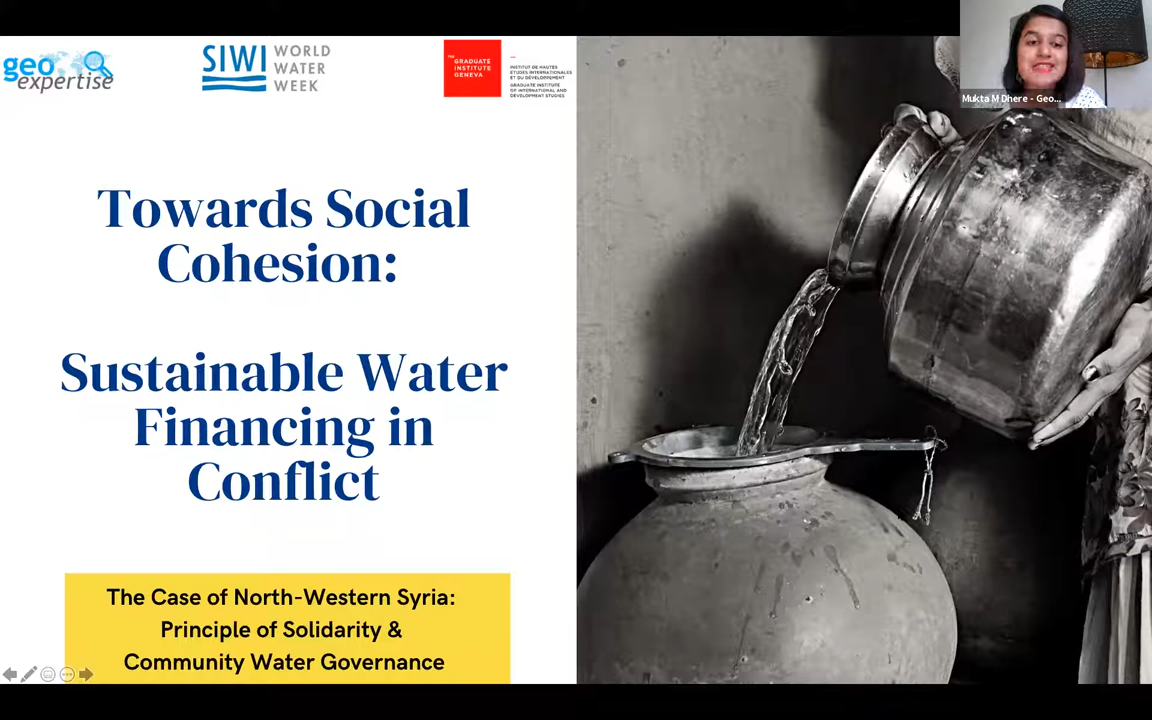 geo
expertise
SIWI
WORLD
WATER
WEEK
THE
GRADUATE
INSTITUTE
GENEVA
INSTITUT DE HAUTES
ÉTUDES INTERNATIONALES
ET DU DÉVELOPPEMENT
GRADUATE INSTITUTE
OF INTERNATIONAL AND
DEVELOPMENT STUDIES
Mukta M Dhere - Geo...
Towards Social
Cohesion:
Sustainable Water
Financing in
Conflict
The Case of North-Western Syria:
Principle of Solidarity &
Community Water Governance